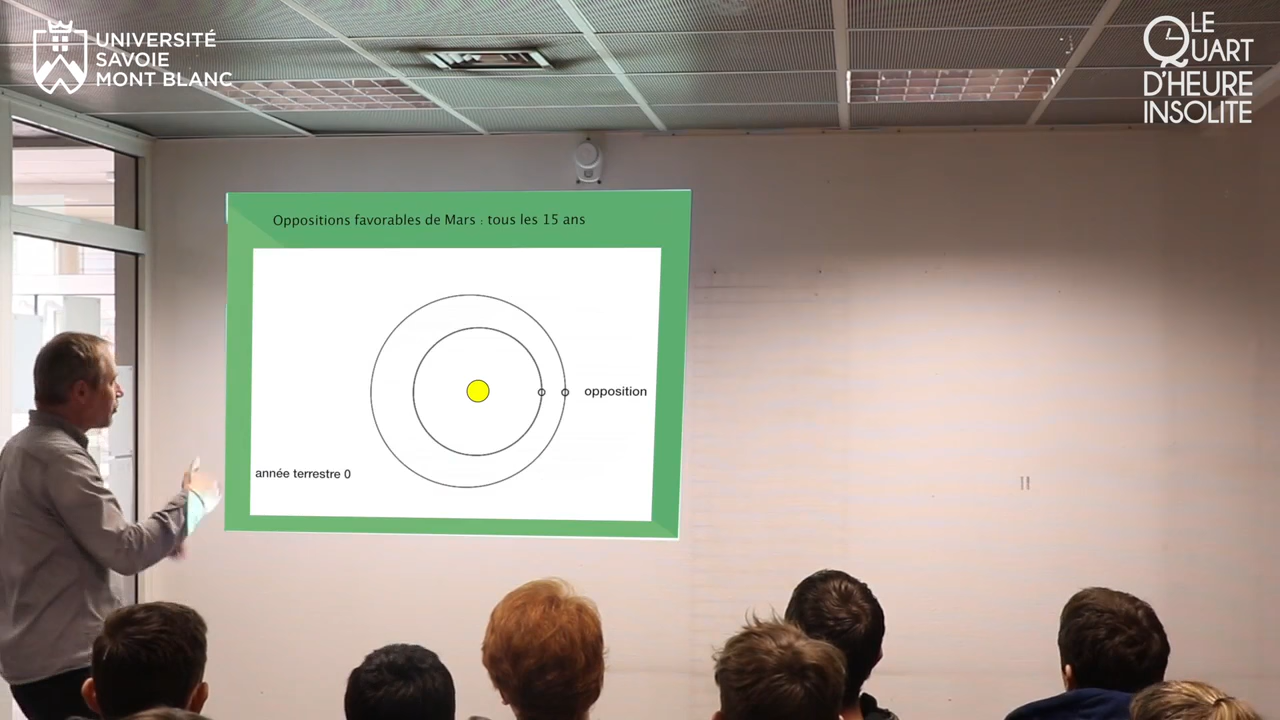 UNIVERSITÉ
SAVOIE
MONT BLANC
LE
QUART
D'HEURE
INSOLITE
Oppositions favorables de Mars : tous les 15 ans
opposition
année terrestre 0